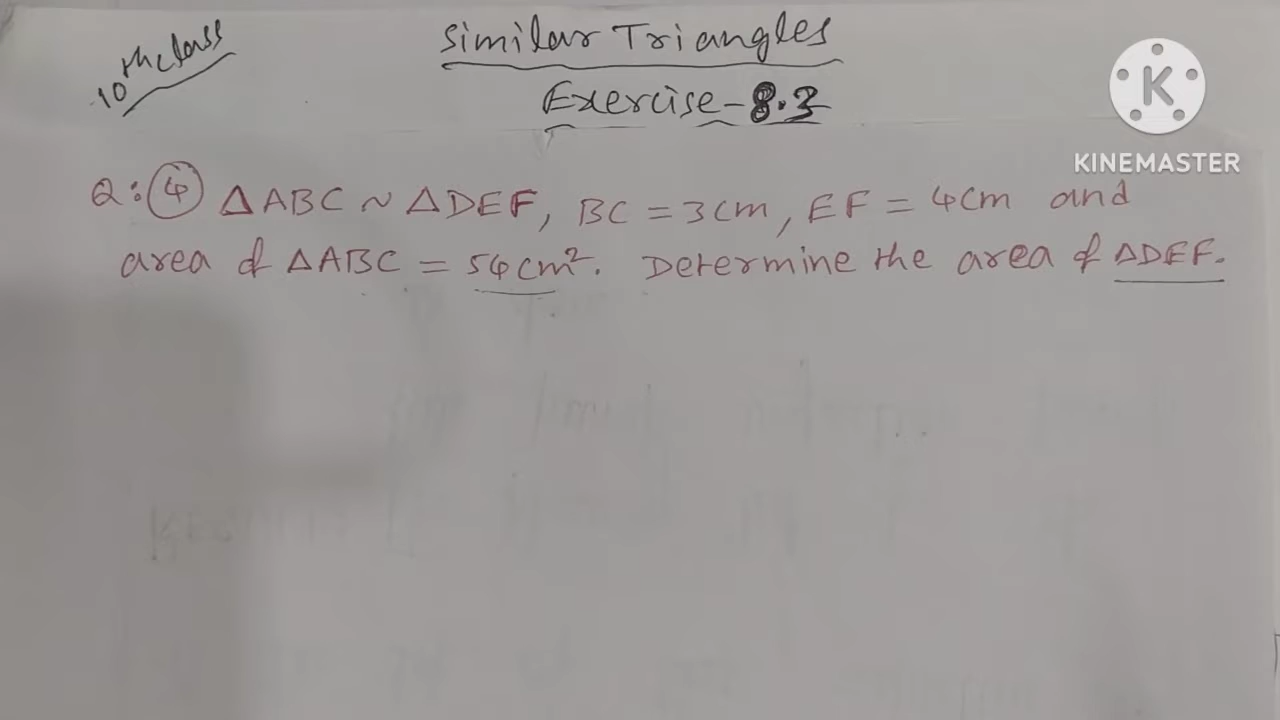 10th class
Similar Triangles
Exercise - 8.3
K
KINEMASTER
Q: 4 ΔABC ~ ΔDEF, BC = 3cm, EF = 4cm and
area of ΔABC = 54cm². Determine the area of ΔDEF.